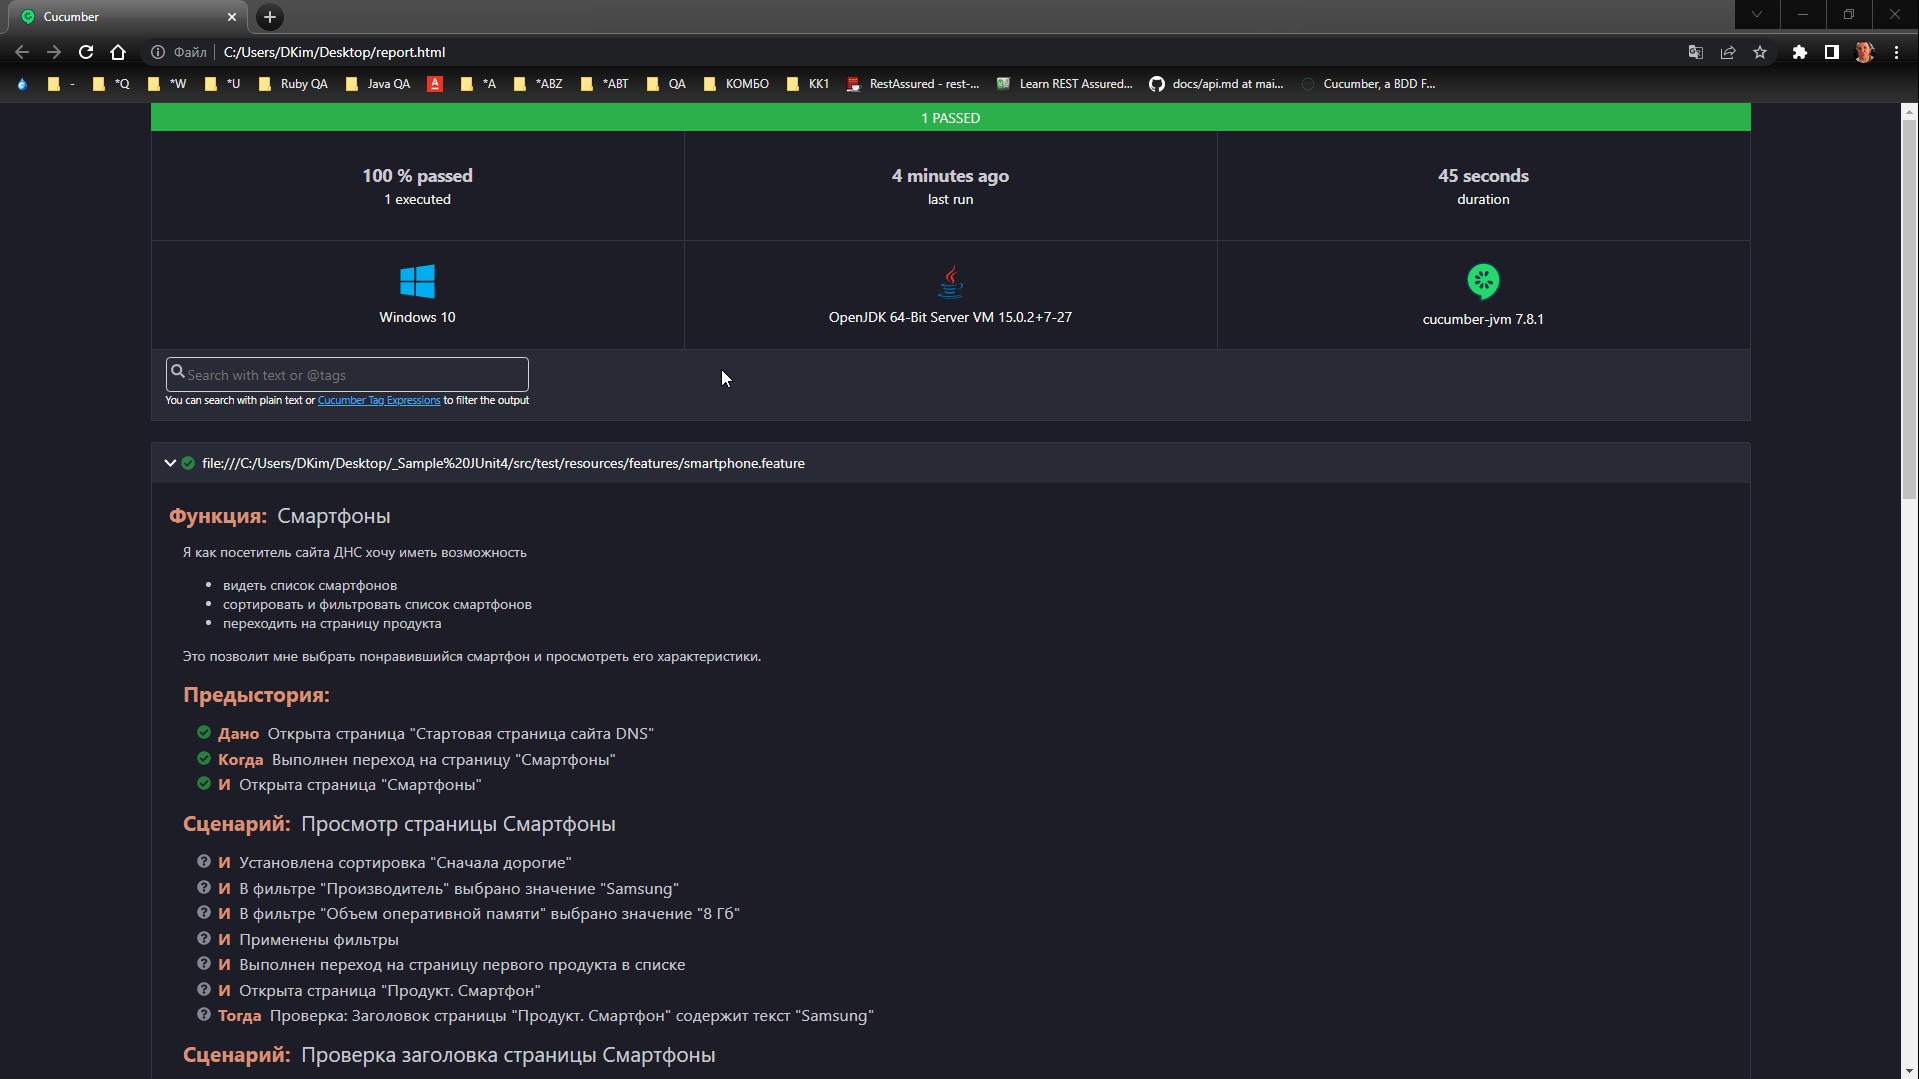 Cucumber
Файл C:/Users/DKim/Desktop/report.html
- *Q *W *U Ruby QA Java QA *A *ABZ *ABT QA КОМБО KK1 RestAssured - rest-... Learn REST Assured... docs/api.md at mai... Cucumber, a BDD F...
1 PASSED
100 % passed
1 executed
4 minutes ago
last run
45 seconds
duration
Windows 10
OpenJDK 64-Bit Server VM 15.0.2+7-27
cucumber-jvm 7.8.1
Search with text or @tags
You can search with plain text or Cucumber Tag Expressions to filter the output
file:///C:/Users/DKim/Desktop/_Sample%20JUnit4/src/test/resources/features/smartphone.feature
Функция: Смартфоны
Я как посетитель сайта ДНС хочу иметь возможность
• видеть список смартфонов
• сортировать и фильтровать список смартфонов
• переходить на страницу продукта
Это позволит мне выбрать понравившийся смартфон и просмотреть его характеристики.
Предыстория:
Дано Открыта страница "Стартовая страница сайта DNS"
Когда Выполнен переход на страницу "Смартфоны"
И Открыта страница "Смартфоны"
Сценарий: Просмотр страницы Смартфоны
И Установлена сортировка "Сначала дорогие"
И В фильтре "Производитель" выбрано значение "Samsung"
И В фильтре "Объем оперативной памяти" выбрано значение "8 Гб"
И Применены фильтры
И Выполнен переход на страницу первого продукта в списке
И Открыта страница "Продукт. Смартфон"
Тогда Проверка: Заголовок страницы "Продукт. Смартфон" содержит текст "Samsung"
Сценарий: Проверка заголовка страницы Смартфоны